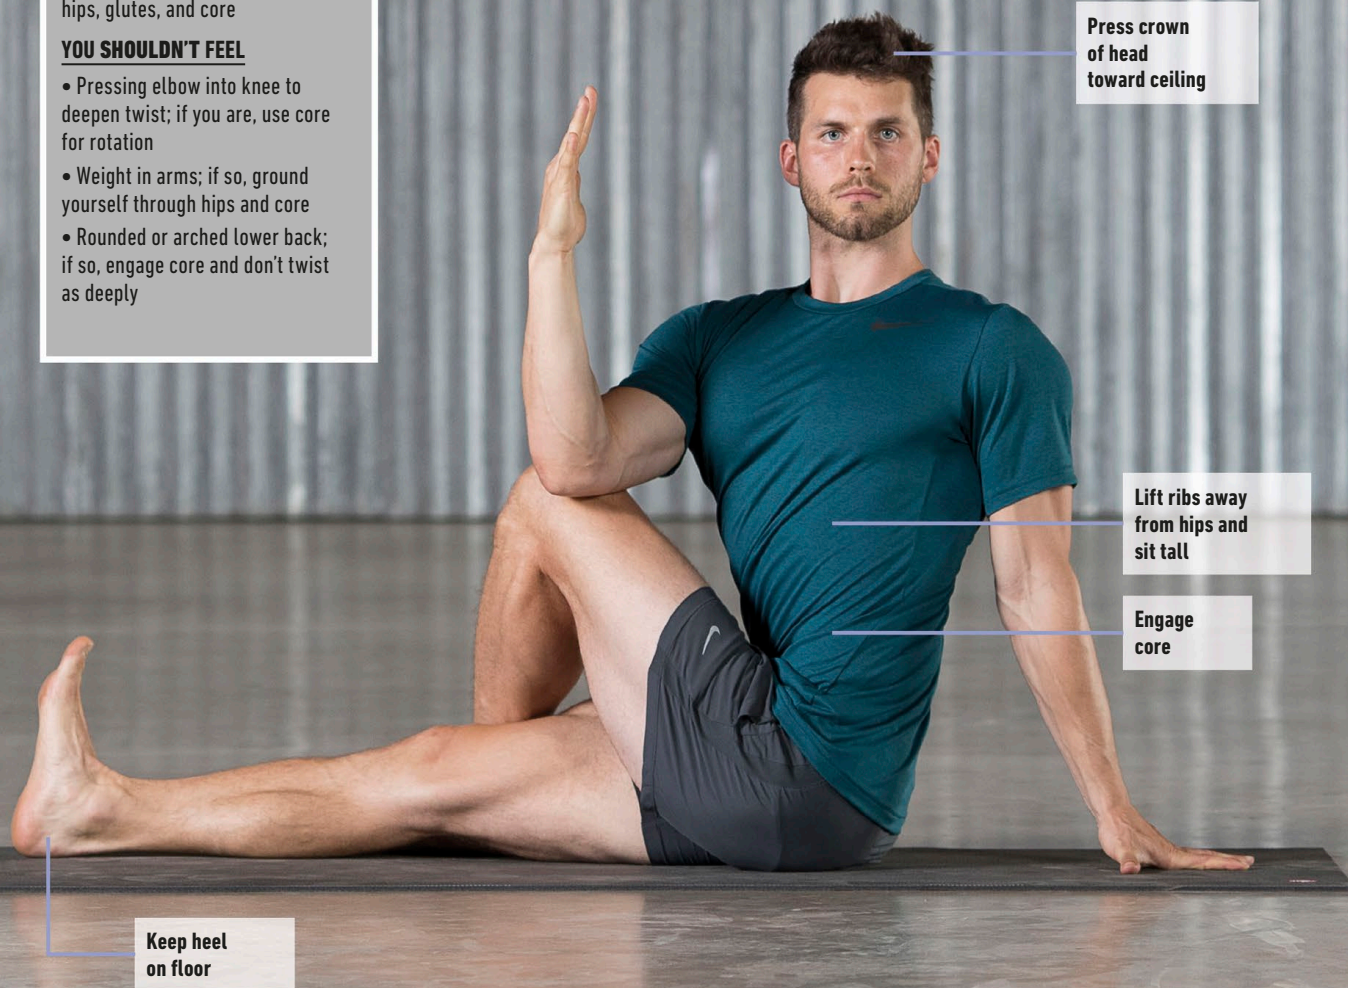 hips, glutes, and core
YOU SHOULDN'T FEEL
• Pressing elbow into knee to
deepen twist; if you are, use core
for rotation
• Weight in arms; if so, ground
yourself through hips and core
• Rounded or arched lower back;
if so, engage core and don't twist
as deeply
Press crown
of head
toward ceiling
Lift ribs away
from hips and
sit tall
Engage
core
Keep heel
on floor